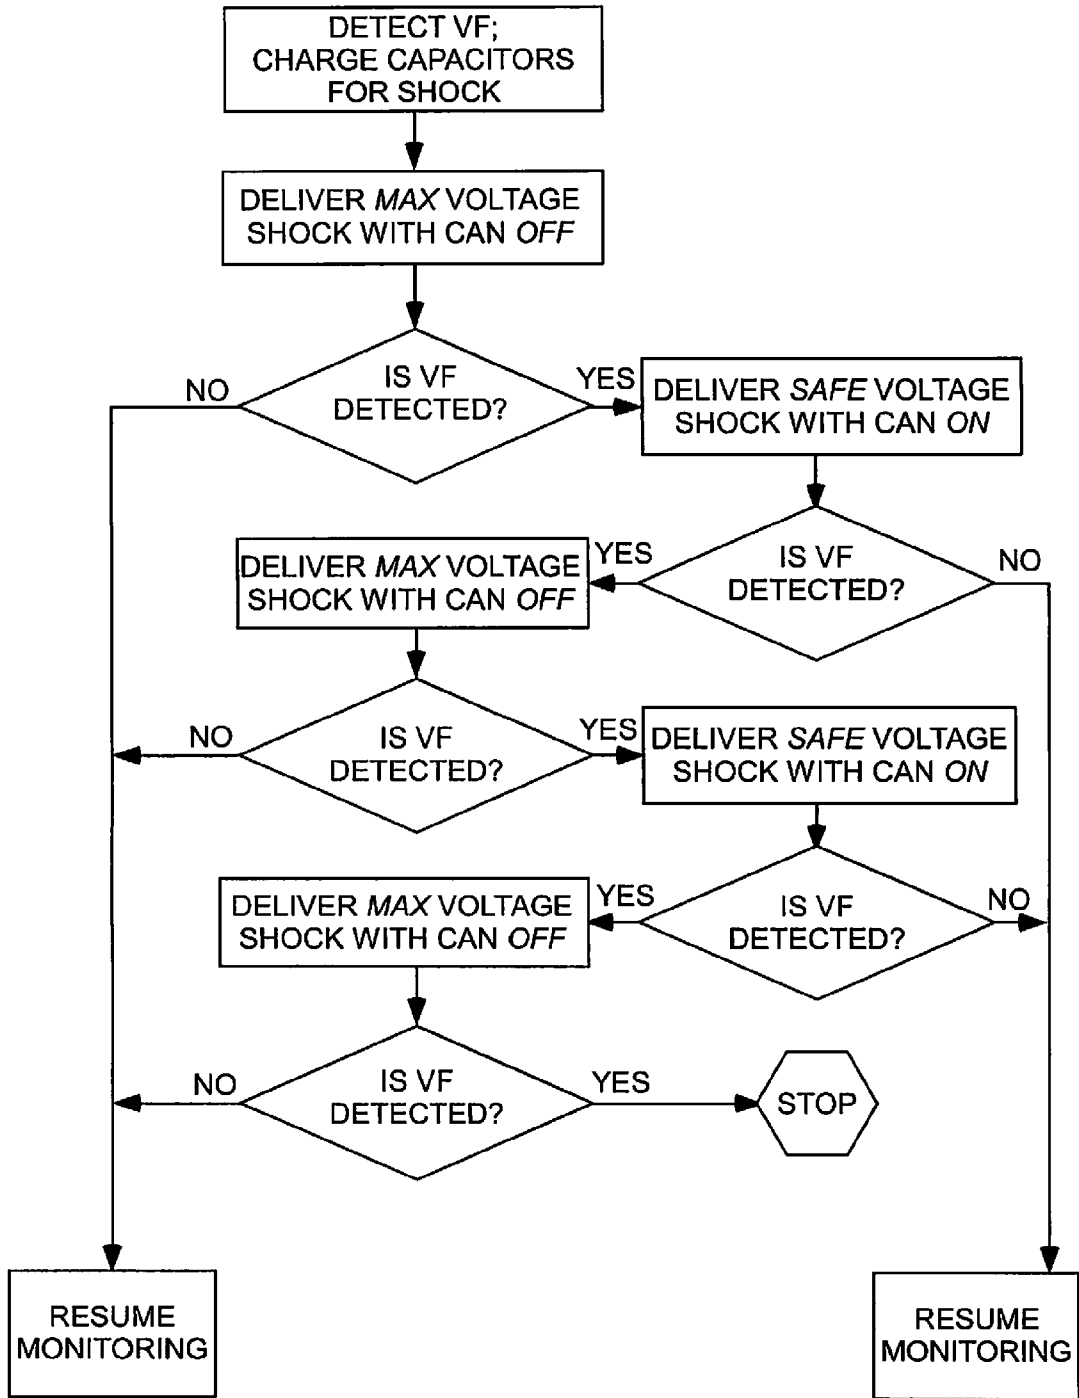 DETECT VF;
CHARGE CAPACITORS
FOR SHOCK
DELIVER MAX VOLTAGE
SHOCK WITH CAN OFF
IS VF
DETECTED?
NO
YES
DELIVER SAFE VOLTAGE
SHOCK WITH CAN ON
IS VF
DETECTED?
YES
NO
DELIVER MAX VOLTAGE
SHOCK WITH CAN OFF
IS VF
DETECTED?
NO
YES
DELIVER SAFE VOLTAGE
SHOCK WITH CAN ON
IS VF
DETECTED?
YES
NO
DELIVER MAX VOLTAGE
SHOCK WITH CAN OFF
IS VF
DETECTED?
NO
YES
STOP
RESUME
MONITORING
RESUME
MONITORING